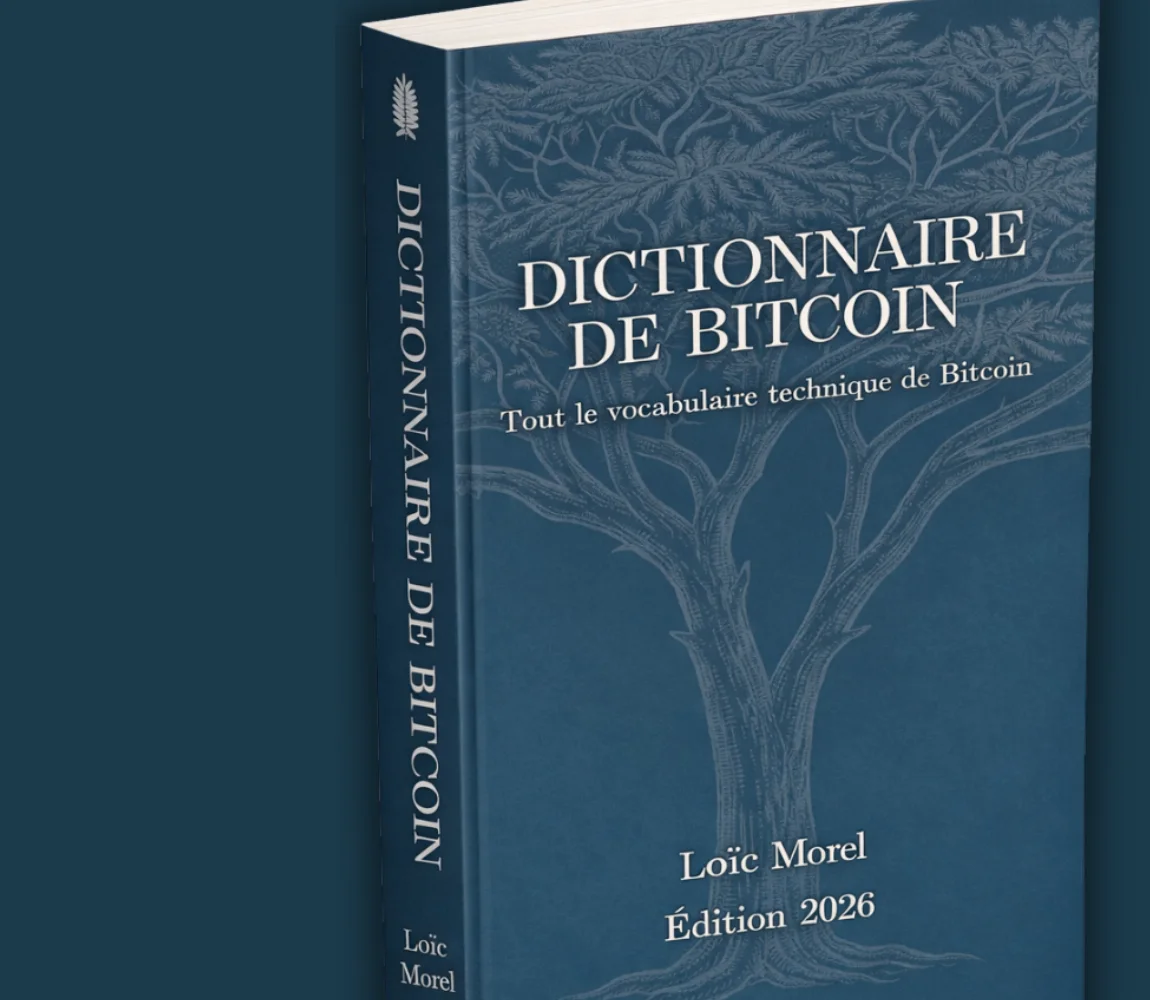 DICTIONNAIRE DE BITCOIN
Loïc
Morel
DICTIONNAIRE
DE BITCOIN
Tout le vocabulaire technique de Bitcoin
Loïc Morel
Édition 2026